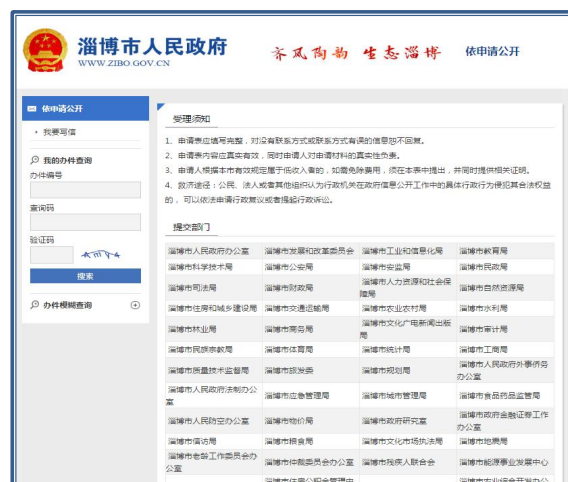 淄博市人民政府
WWW.ZIBO.GOV.CN
齐风陶韵 生态淄博
依申请公开
依申请公开
我要写信
我的办件查询
办件编号
查询码
验证码
搜索
办件模糊查询
受理须知
1、申请表应填写完整，对没有联系方式或联系方式有误的信息恕不回复。
2、申请表内容应真实有效，同时申请人对申请材料的真实性负责。
3、申请人根据本市有效规定属于低收入者的，如需免除费用，须在本表中提出，并同时提供相关证明。
4、救济途径：公民、法人或者其他组织认为行政机关在政府信息公开工作中的具体行政行为侵犯其合法权益
的，可以依法申请行政复议或者提起行政诉讼。
提交部门
淄博市人民政府办公室 淄博市发展和改革委员会 淄博市工业和信息化局 淄博市教育局
淄博市科学技术局 淄博市公安局 淄博市安监局 淄博市民政局
淄博市司法局 淄博市财政局 淄博市人力资源和社会保障局 淄博市自然资源局
淄博市住房和城乡建设局 淄博市交通运输局 淄博市农业农村局 淄博市水利局
淄博市林业局 淄博市商务局 淄博市文化广电新闻出版局 淄博市审计局
淄博市民族宗教局 淄博市体育局 淄博市统计局 淄博市工商局
淄博市质量技术监督局 淄博市旅发委 淄博市规划局 淄博市人民政府外事侨务办公室
淄博市人民政府法制办公室 淄博市应急管理局 淄博市城市管理局 淄博市食品药品监管局
淄博市人民防空办公室 淄博市物价局 淄博市政府研究室 淄博市政府金融证券工作办公室
淄博市信访局 淄博市粮食局 淄博市文化市场执法局 淄博市地震局
淄博市老龄工作委员会办公室 淄博市仲裁委员会办公室 淄博市残疾人联合会 淄博市能源事业发展中心
淄博市住房公积金管理中 淄博市农业综合开发办公